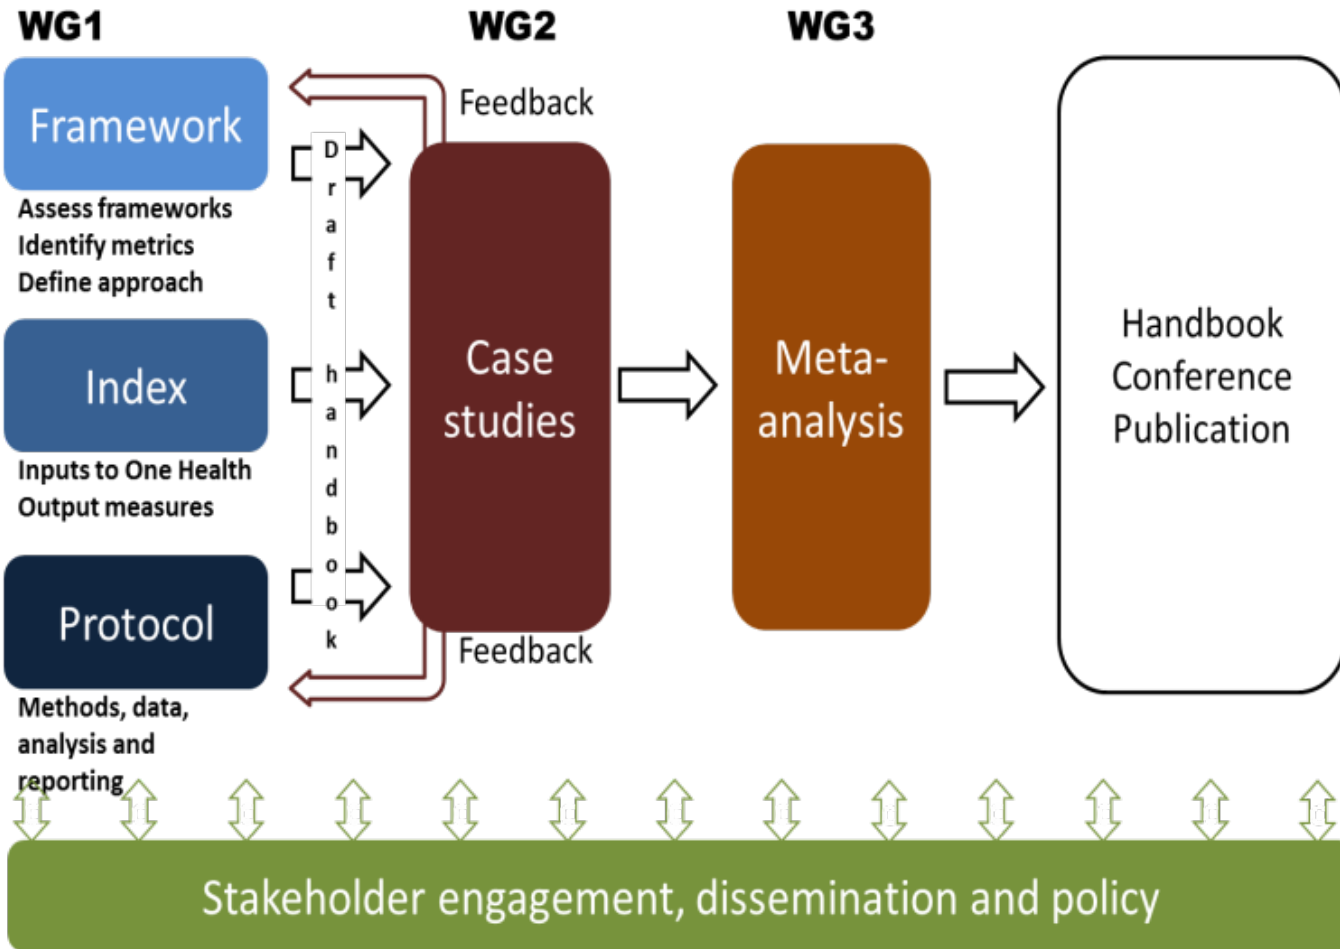 WG1
WG2
WG3
Framework
Assess frameworks
Identify metrics
Define approach
Index
Inputs to One Health
Output measures
Protocol
Methods, data,
analysis and
reporting
Draft handbook
Feedback
Case
studies
Feedback
Meta-
analysis
Handbook
Conference
Publication
Stakeholder engagement, dissemination and policy